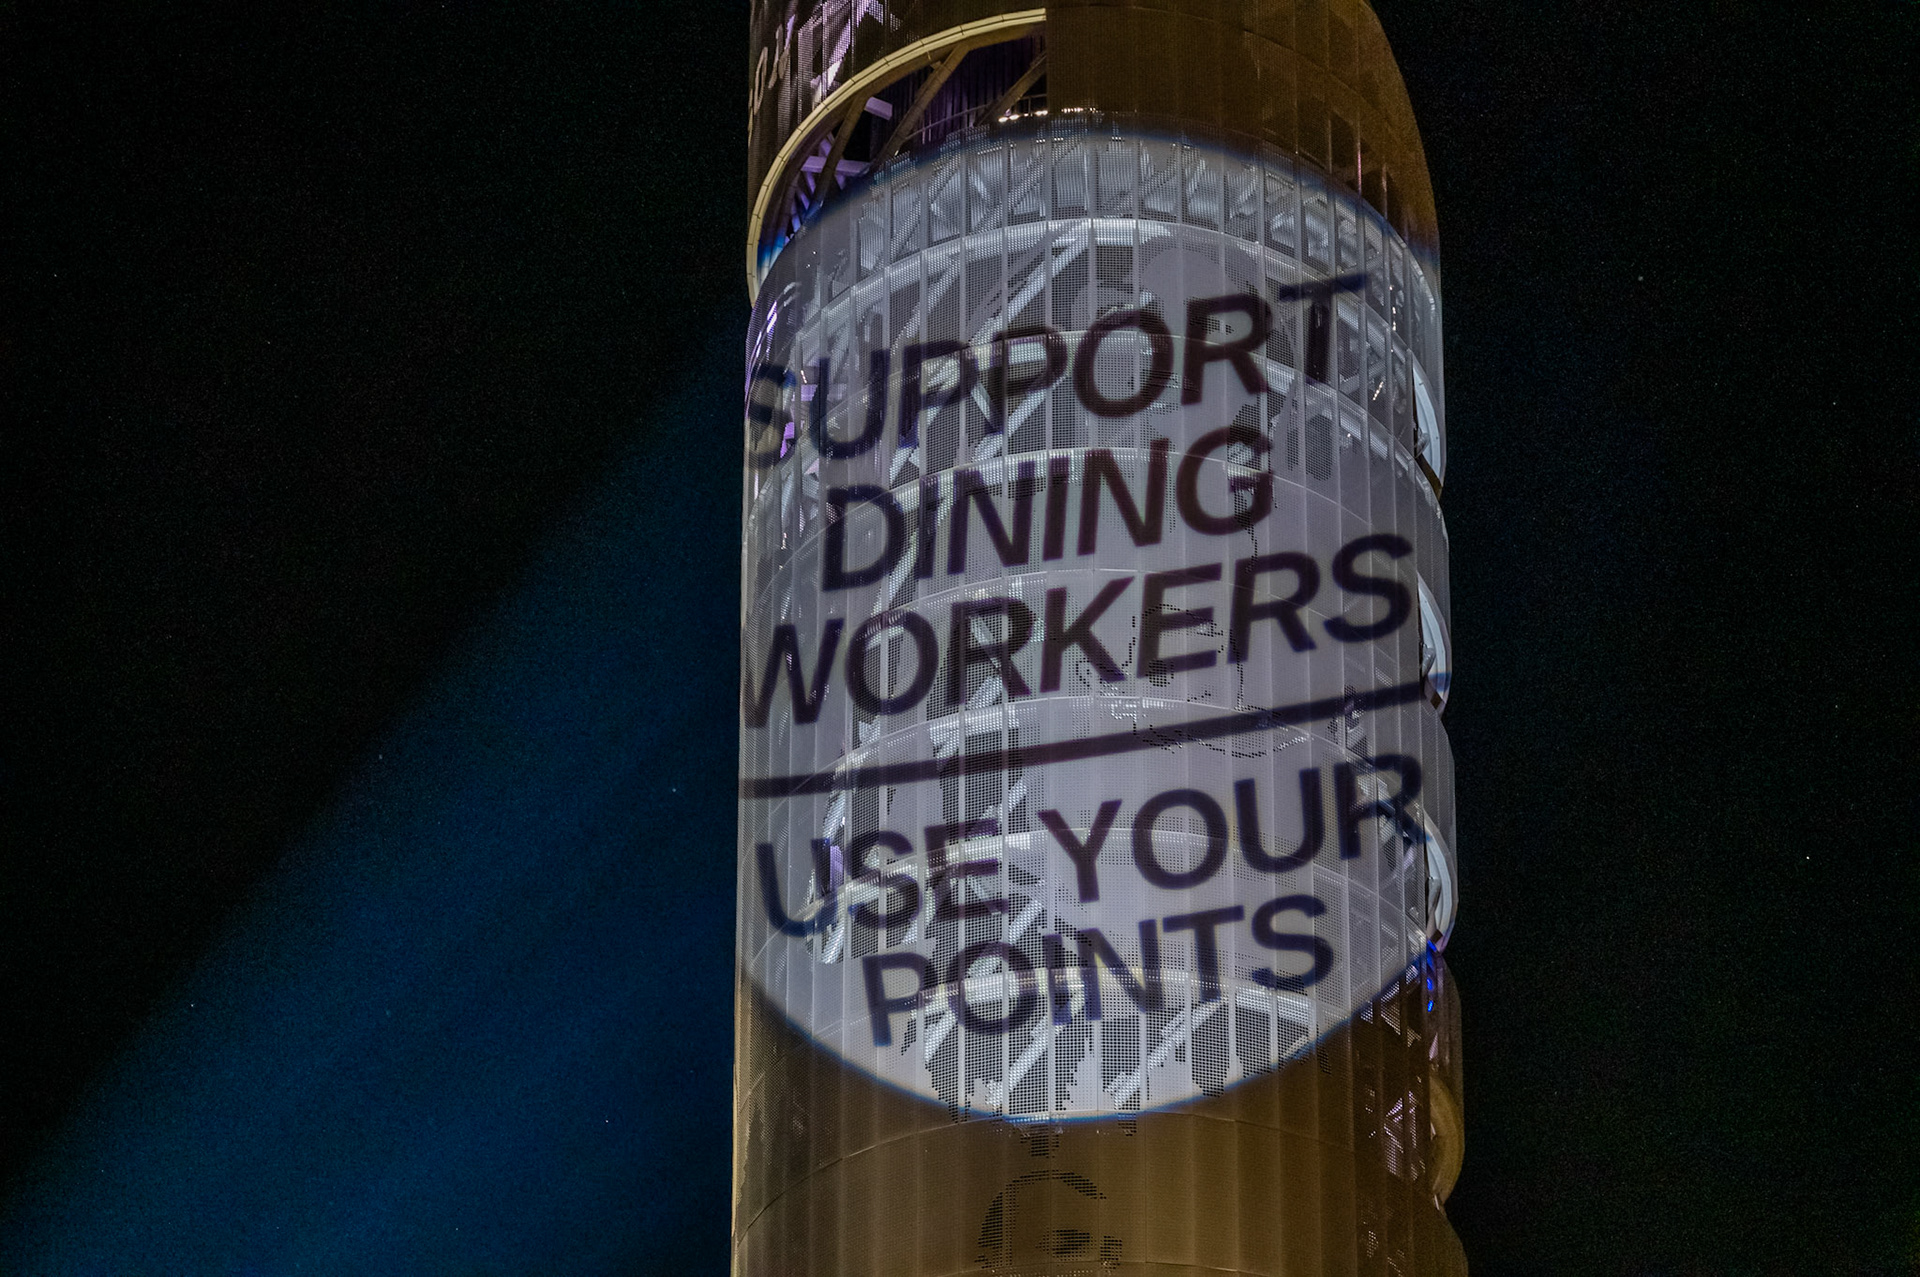 SUPPORT
DINING
WORKERS
USE YOUR
POINTS